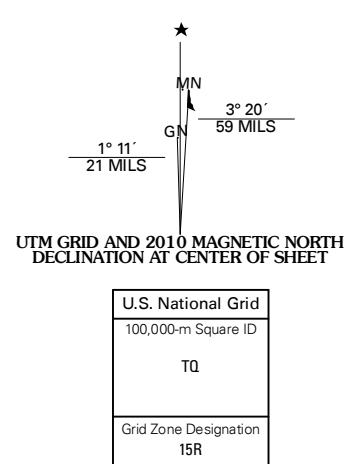 MN
3° 20´
GN
59 MILS
1° 11´
21 MILS
UTM GRID AND 2010 MAGNETIC NORTH
DECLINATION AT CENTER OF SHEET
U.S. National Grid
100,000-m Square ID
TQ
Grid Zone Designation
15R